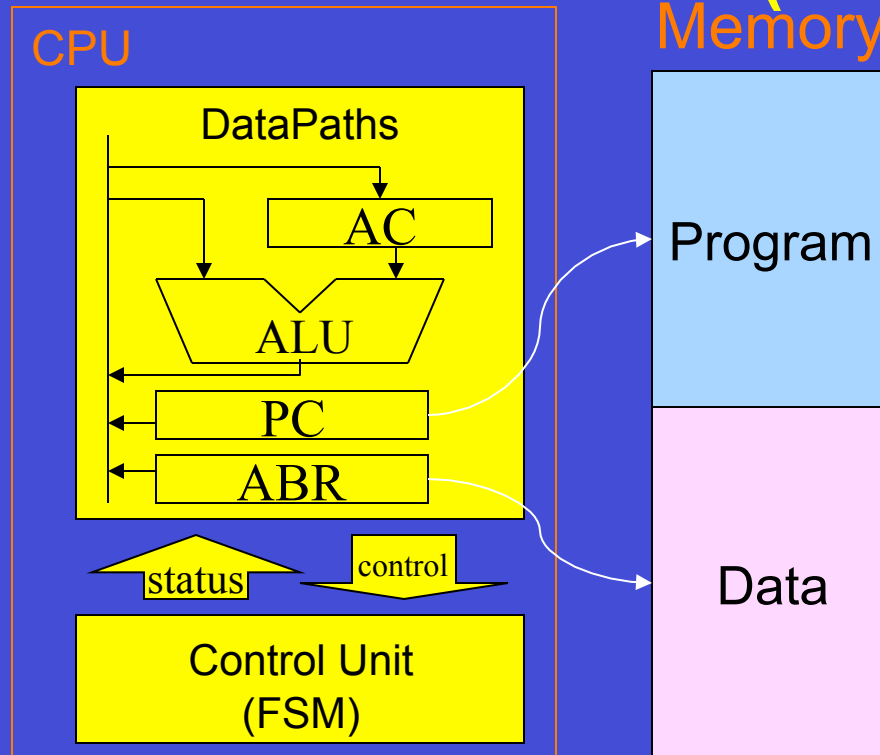 CPU
Memory
DataPaths
AC
ALU
PC
ABR
status
control
Control Unit
(FSM)
Program
Data